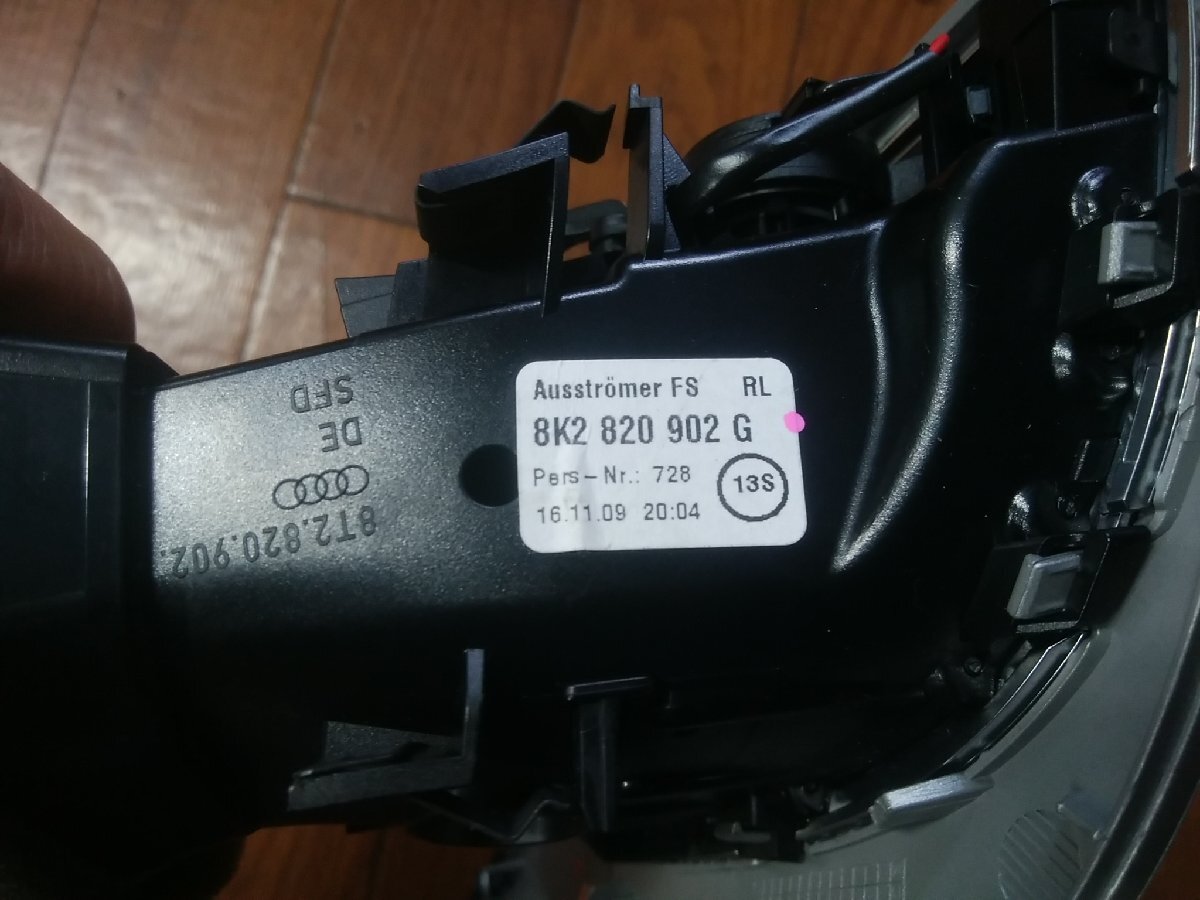 Ausströmer FS RL
8K2 820 902 G
Pers-Nr.: 728
13S
16.11.09 20:04
8T2.820.902.
DE
SFD